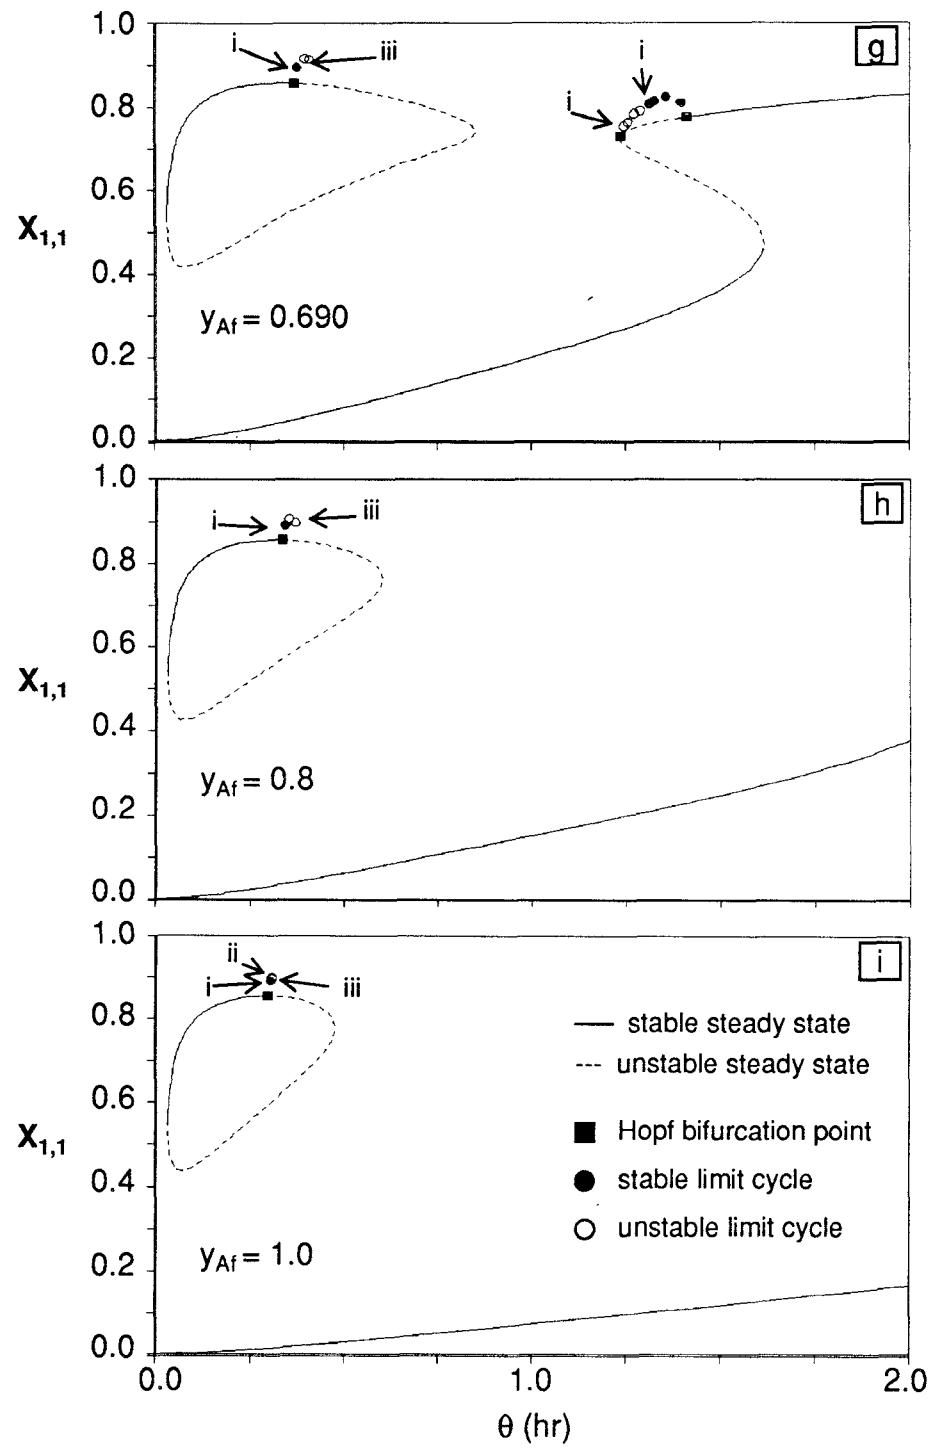 1.0
g
i
iii
i
0.8
i
0.6
X1,1
0.4
yAf = 0.690
0.2
0.0
1.0
h
i
iii
0.8
0.6
X1,1
0.4
yAf = 0.8
0.2
0.0
1.0
i
ii
i
iii
0.8
stable steady state
unstable steady state
0.6
X1,1
Hopf bifurcation point
0.4
stable limit cycle
unstable limit cycle
yAf = 1.0
0.2
0.0
0.0 1.0 2.0
θ (hr)